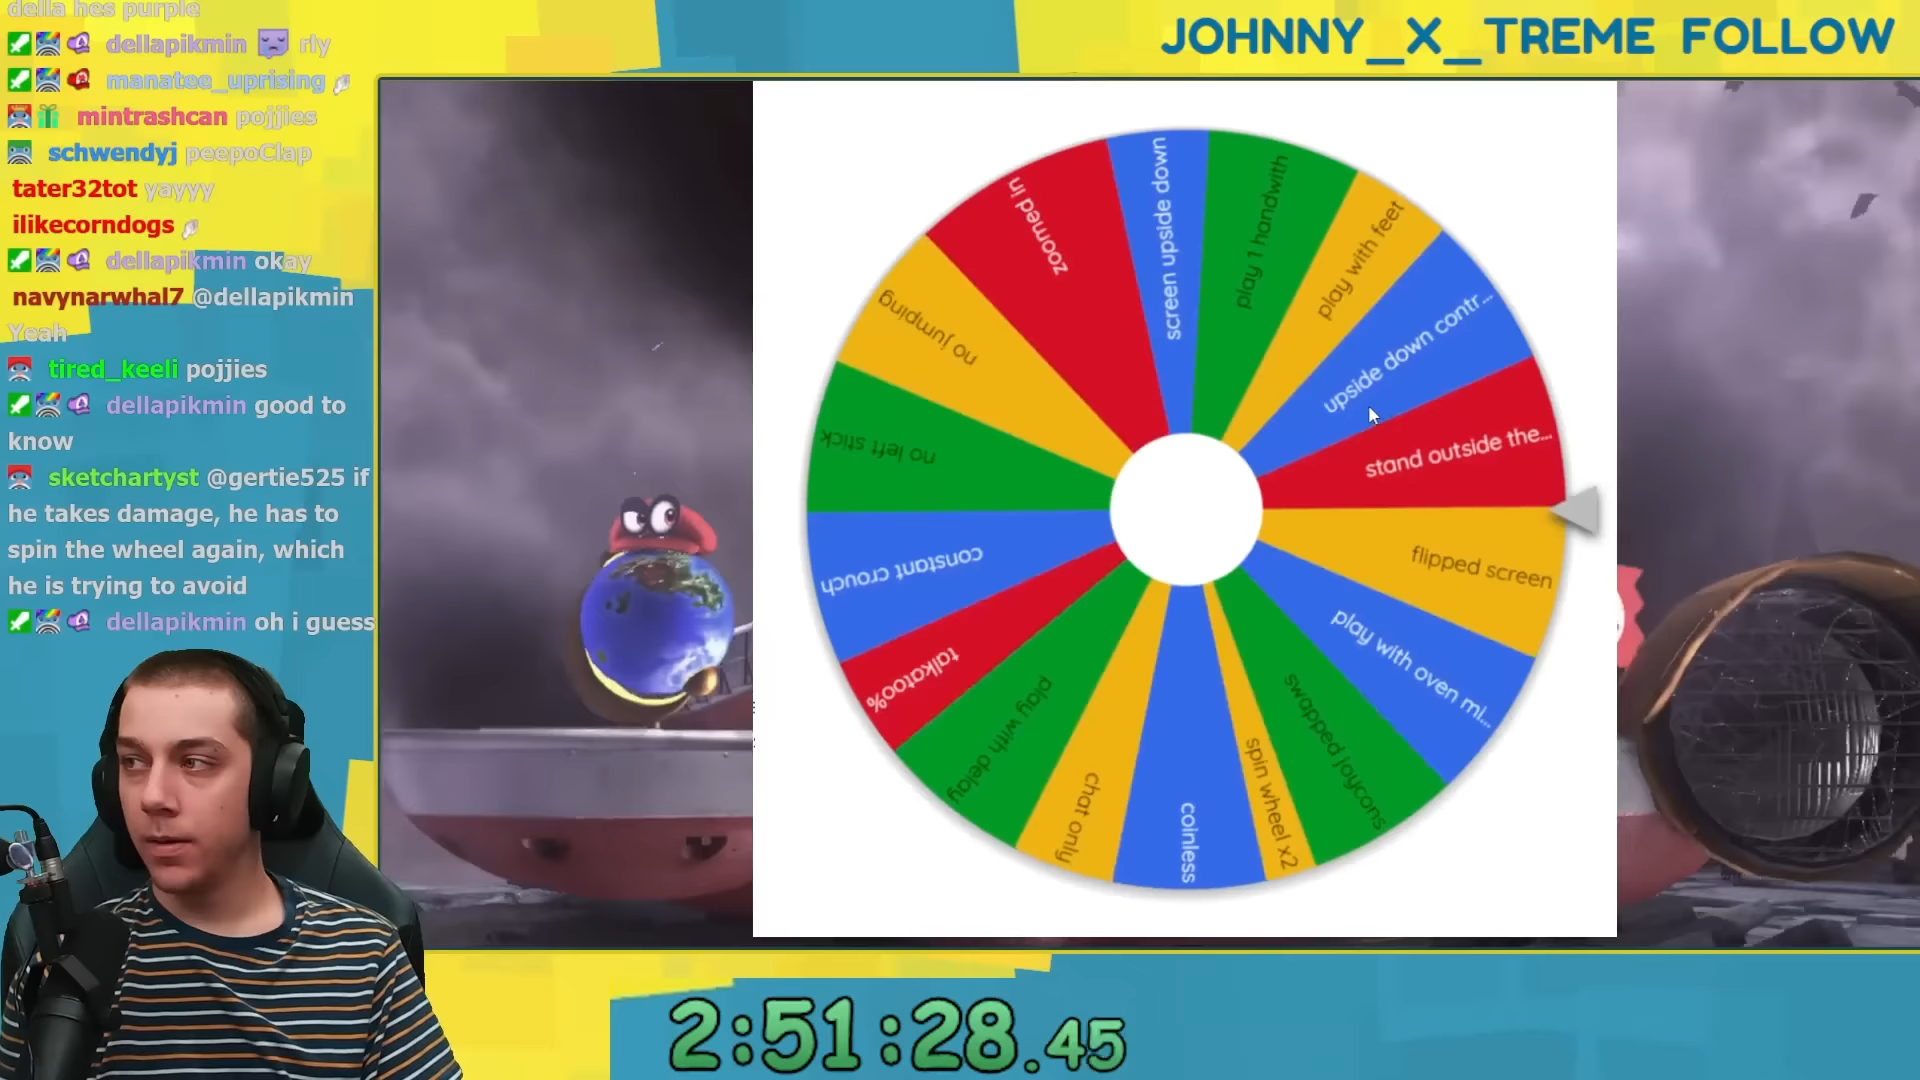 della hes purple
dellapikmin rly
manatee_uprising
mintrashcan pojjies
schwendyj peepoClap
tater32tot yayyy
ilikecorndogs
dellapikmin okay
navynarwhal7 @dellapikmin
Yeah
tired_keeli pojjies
dellapikmin good to
know
sketchartyst @gertie525 if
he takes damage, he has to
spin the wheel again, which
he is trying to avoid
dellapikmin oh i guess
JOHNNY_X_TREME FOLLOW
zoomed in
screen upside down
play 1 handwith
play with feet
upside down contr...
stand outside the...
flipped screen
play with oven mi...
swapped joycons
spin wheel x2
coinless
chat only
play with delay
talkatoo%
constant crouch
no left stick
no jumping
2:51:28.45